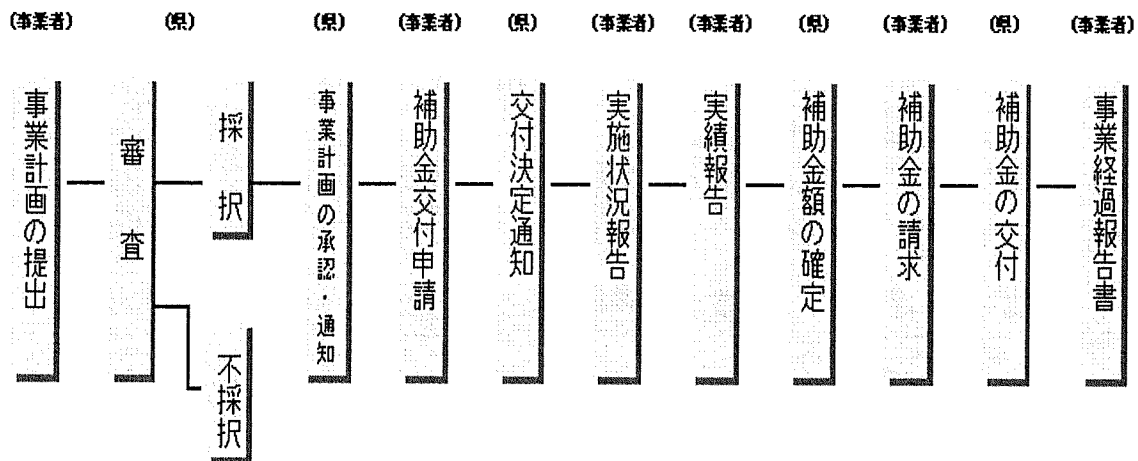 (事業者)
(県)
(県)
(事業者)
(県)
(事業者)
(事業者)
(県)
(事業者)
(県)
(事業者)
事業計画の提出
審査
採択
不採択
事業計画の承認・通知
補助金交付申請
交付決定通知
実施状況報告
実績報告
補助金額の確定
補助金の請求
補助金の交付
事業経過報告書